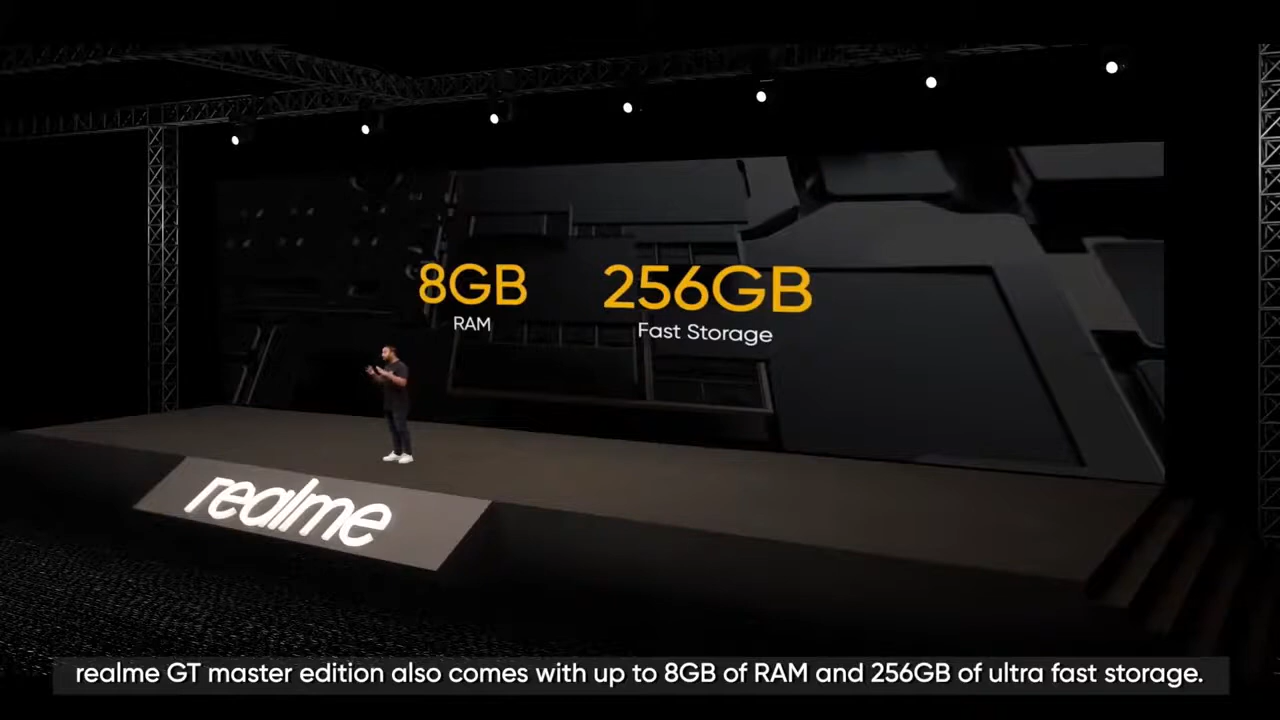 8GB
RAM
256GB
Fast Storage
realme
realme GT master edition also comes with up to 8GB of RAM and 256GB of ultra fast storage.